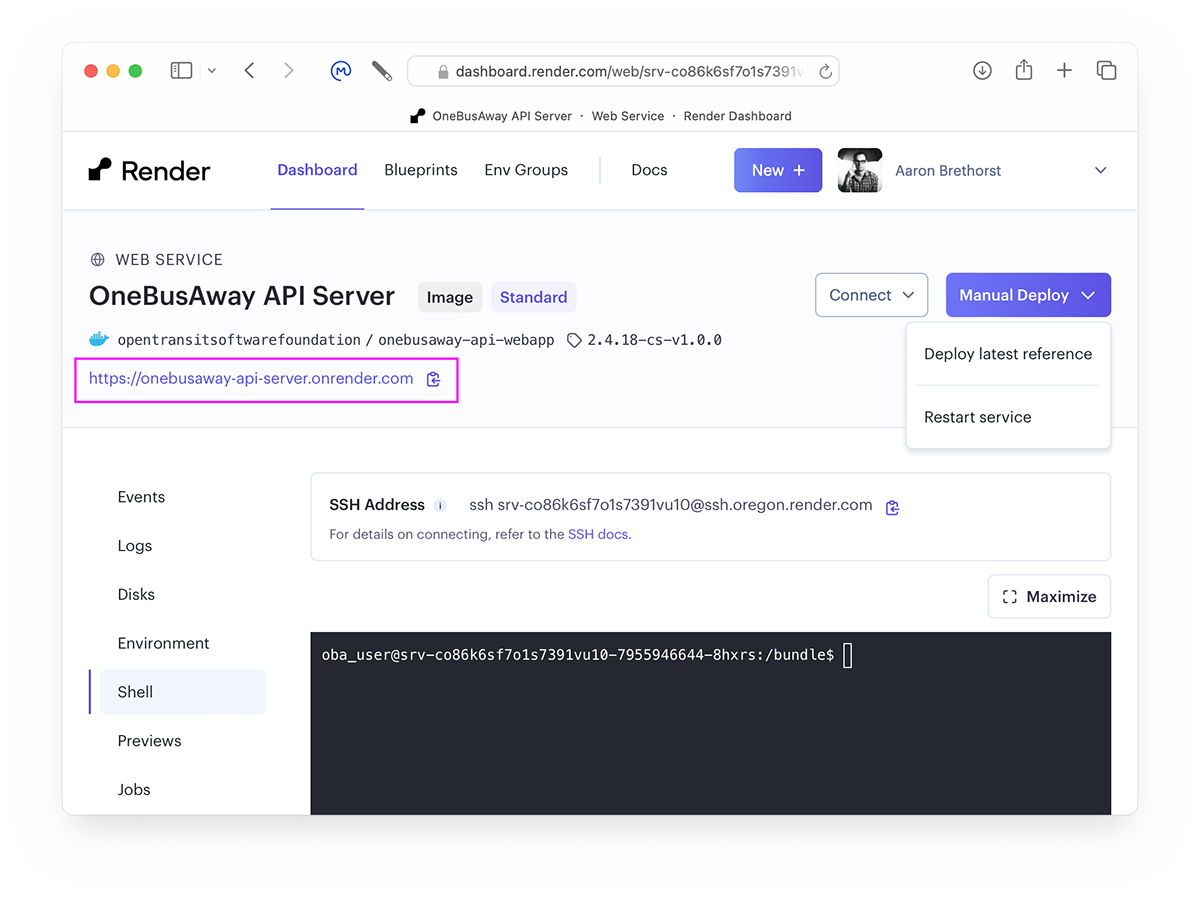 dashboard.render.com/web/srv-co86k6sf7o1s7391v
OneBusAway API Server · Web Service · Render Dashboard
Render Dashboard Blueprints Env Groups Docs New + Aaron Brethorst
WEB SERVICE
OneBusAway API Server Image Standard Connect Manual Deploy
opentransitsoftwarefoundation / onebusaway-api-webapp 2.4.18-cs-v1.0.0
Deploy latest reference
https://onebusaway-api-server.onrender.com
Restart service
Events
Logs
Disks
Environment
Shell
Previews
Jobs
SSH Address i ssh srv-co86k6sf7o1s7391vu10@ssh.oregon.render.com
For details on connecting, refer to the SSH docs.
Maximize
oba_user@srv-co86k6sf7o1s7391vu10-7955946644-8hxrs:/bundle$